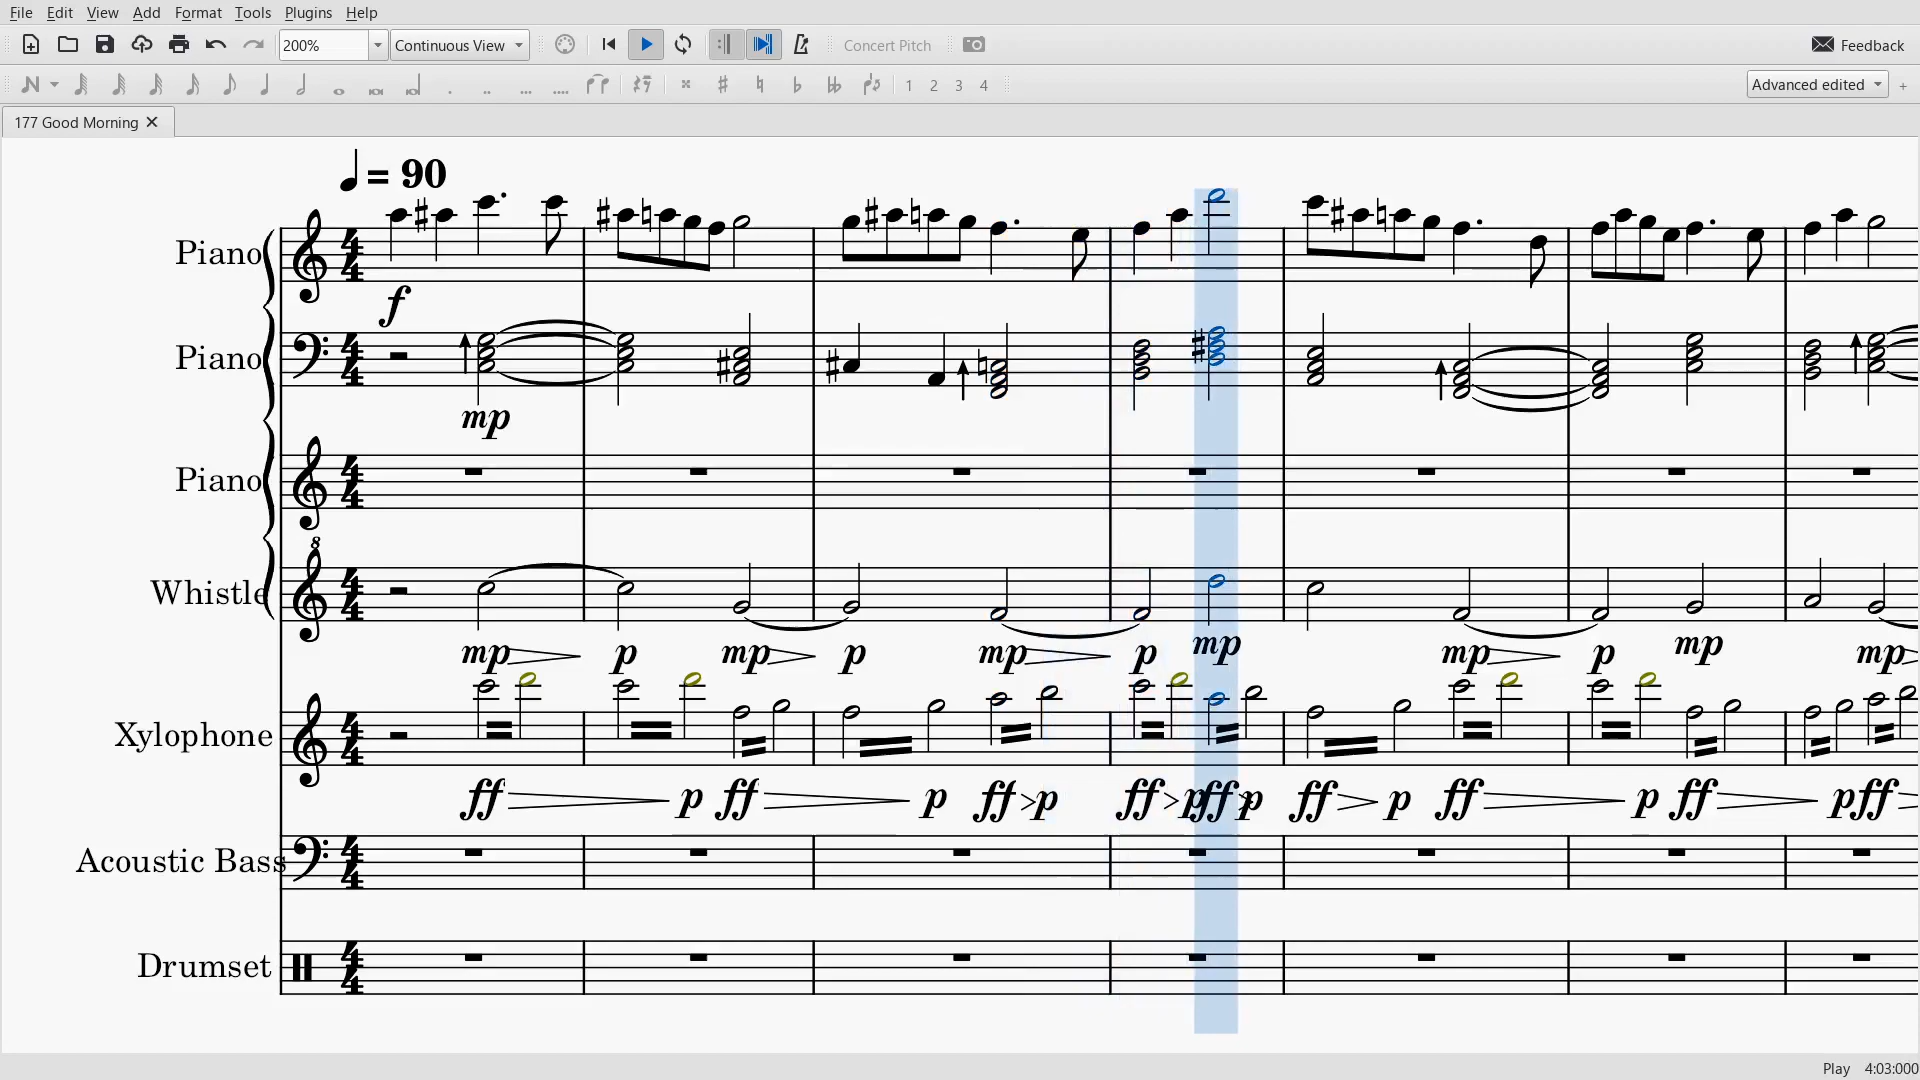 File Edit View Add Format Tools Plugins Help
200% Continuous View Concert Pitch Feedback
1 2 3 4 Advanced edited +
177 Good Morning
= 90
Piano
f
Piano
mp
Piano
8
Whistle
mp p mp p mp p mp mp p mp mp
Xylophone
ff p ff p ff p ff p ff p ff p ff p ff p ff
Acoustic Bass
Drumset
Play 4:03:000